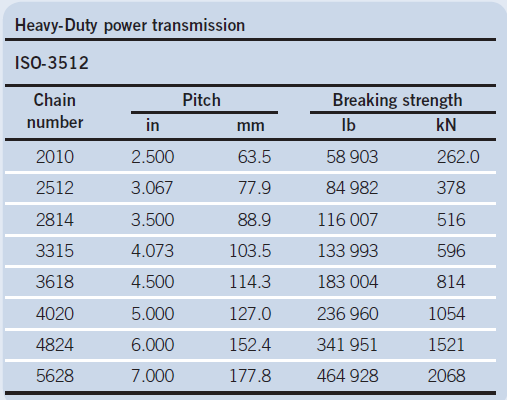 Heavy-Duty power transmission
ISO-3512
Chain number Pitch Breaking strength
in mm lb kN
2010 2.500 63.5 58 903 262.0
2512 3.067 77.9 84 982 378
2814 3.500 88.9 116 007 516
3315 4.073 103.5 133 993 596
3618 4.500 114.3 183 004 814
4020 5.000 127.0 236 960 1054
4824 6.000 152.4 341 951 1521
5628 7.000 177.8 464 928 2068